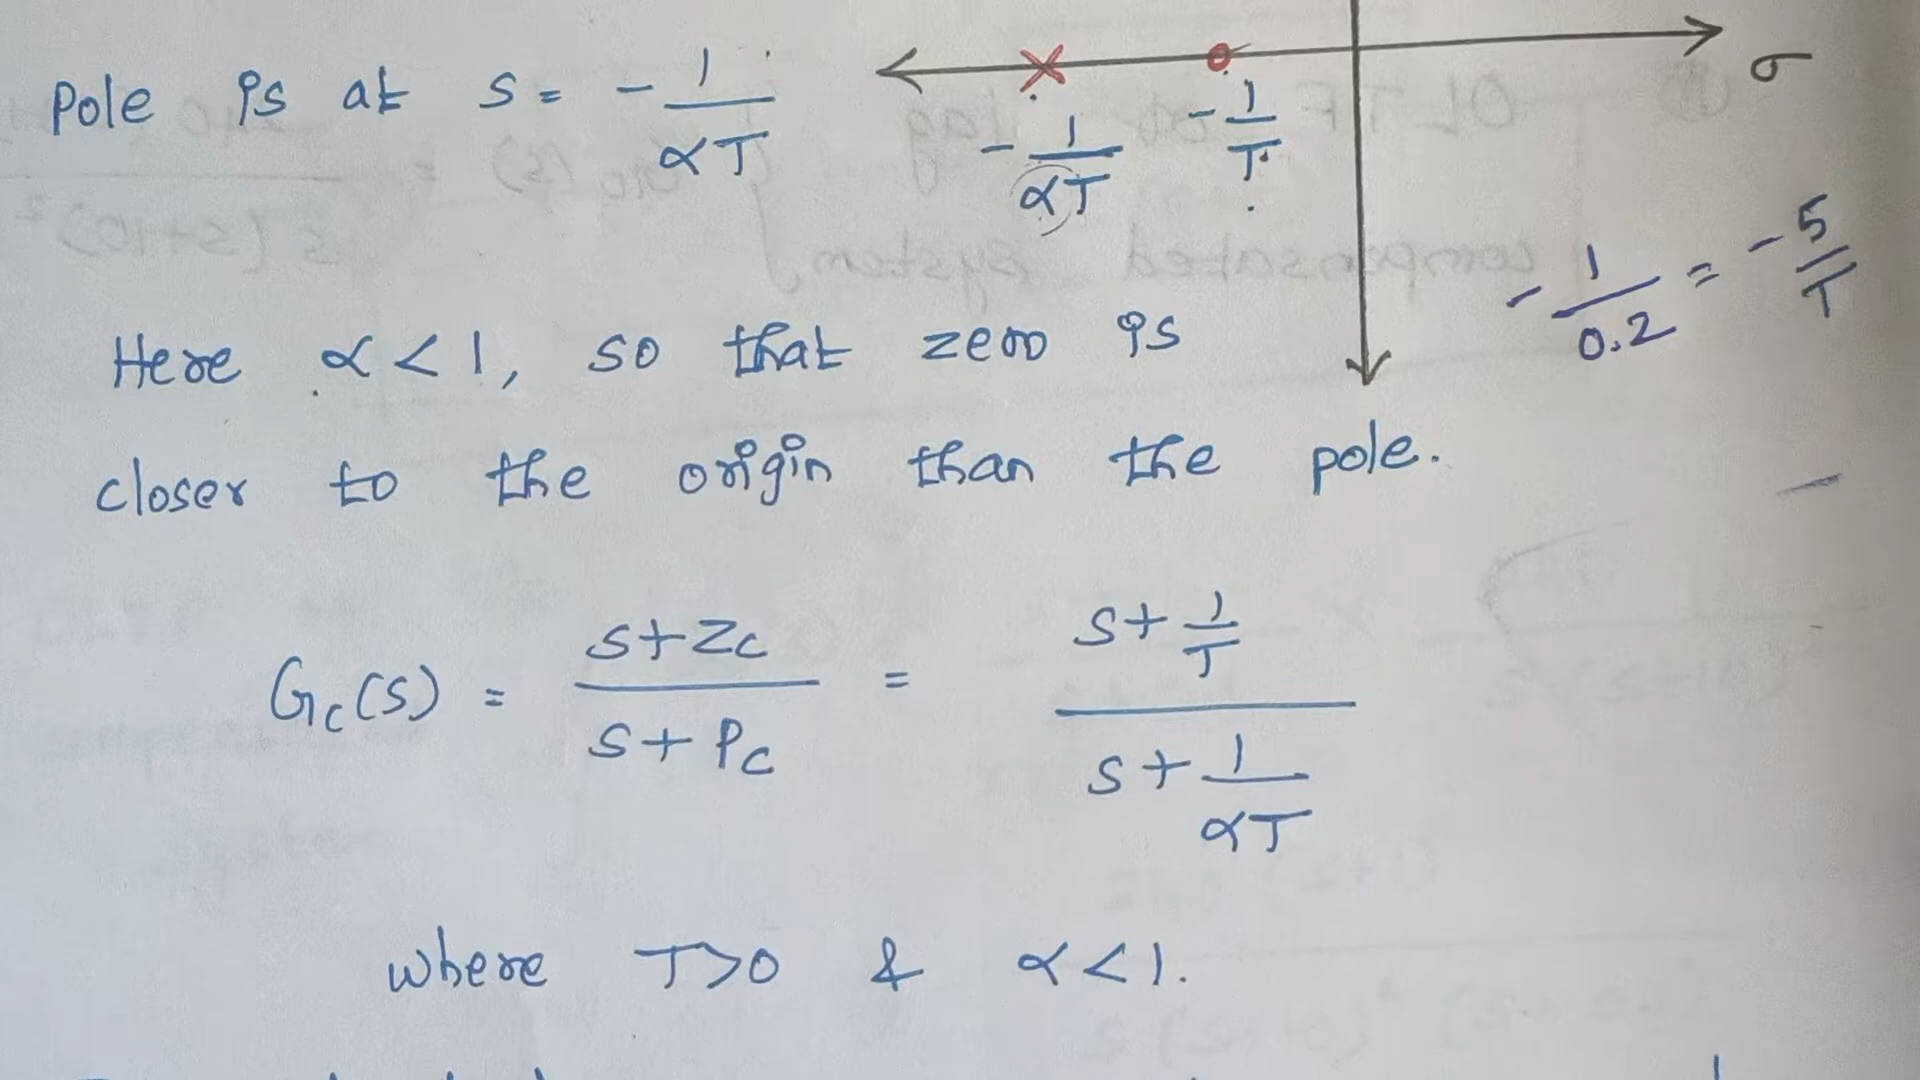 Pole is at s = - 1/αT
- 1/αT - 1/T
σ
- 1/0.2 = - 5/T
Here α < 1, so that zero is
closer to the origin than the pole.
Gc(s) = s+Zc / s+Pc = s+ 1/T / s+ 1/αT
where T>0 & α<1.